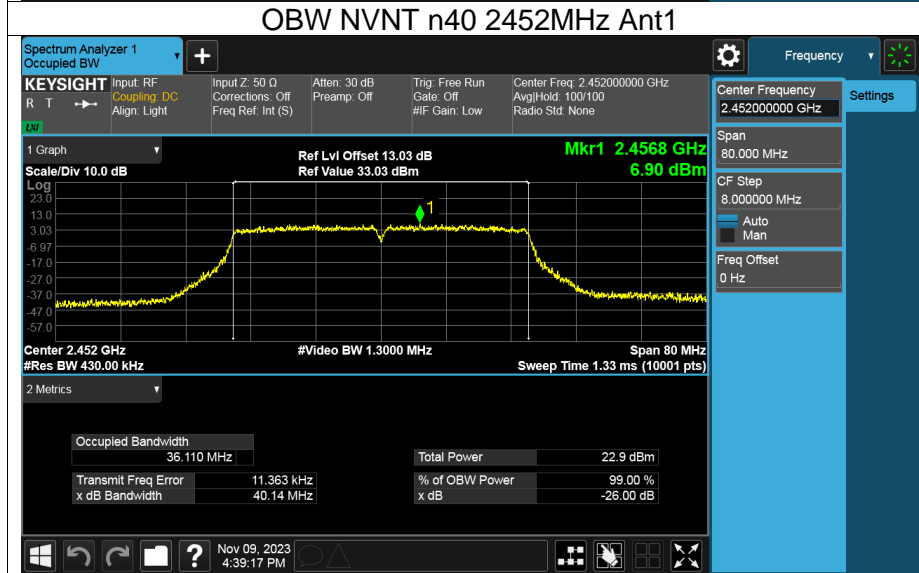 OBW NVNT n40 2452MHz Ant1
Spectrum Analyzer 1
Occupied BW
+
Frequency
KEYSIGHT
R T
LXI
Input: RF
Coupling: DC
Align: Light
Input Z: 50 Ω
Corrections: Off
Freq Ref: Int (S)
Atten: 30 dB
Preamp: Off
Trig: Free Run
Gate: Off
#IF Gain: Low
Center Freq: 2.452000000 GHz
Avg|Hold: 100/100
Radio Std: None
Center Frequency
2.452000000 GHz
Settings
Span
80.000 MHz
CF Step
8.000000 MHz
Auto
Man
Freq Offset
0 Hz
1 Graph
Scale/Div 10.0 dB
Ref Lvl Offset 13.03 dB
Ref Value 33.03 dBm
Mkr1 2.4568 GHz
6.90 dBm
Log
23.0
13.0
3.03
-6.97
-17.0
-27.0
-37.0
-47.0
-57.0
1
Center 2.452 GHz
#Video BW 1.3000 MHz
Span 80 MHz
#Res BW 430.00 kHz
Sweep Time 1.33 ms (10001 pts)
2 Metrics
Occupied Bandwidth
36.110 MHz
Total Power 22.9 dBm
Transmit Freq Error 11.363 kHz
% of OBW Power 99.00 %
x dB Bandwidth 40.14 MHz
x dB -26.00 dB
?
Nov 09, 2023
4:39:17 PM